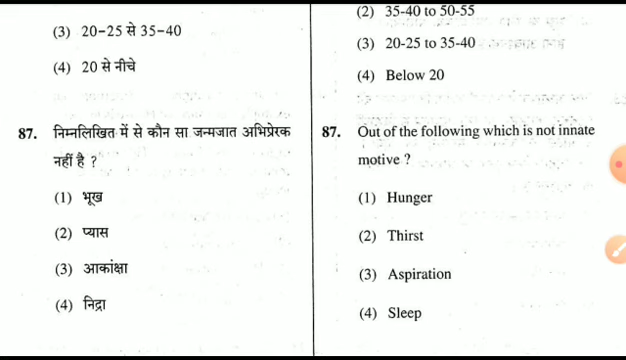 (3) 20-25 से 35-40
(4) 20 से नीचे
87. निम्नलिखित में से कौन सा जन्मजात अभिप्रेरक
नहीं है ?
(1) भूख
(2) प्यास
(3) आकांक्षा
(4) निद्रा
(2) 35-40 to 50-55
(3) 20-25 to 35-40
(4) Below 20
87. Out of the following which is not innate
motive ?
(1) Hunger
(2) Thirst
(3) Aspiration
(4) Sleep